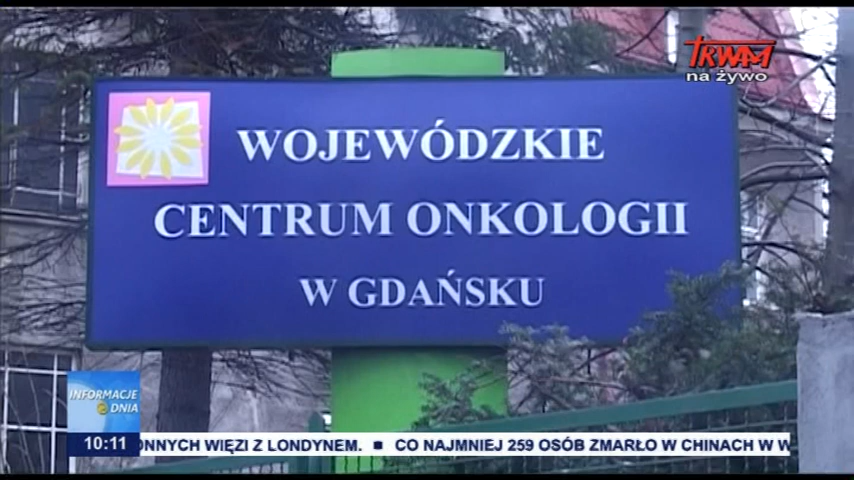 TRWAM
na żywo
WOJEWÓDZKIE
CENTRUM ONKOLOGII
W GDAŃSKU
INFORMACJE
DNIA
10:11
ONNYCH WIĘZI Z LONDYNEM. ■ CO NAJMNIEJ 259 OSÓB ZMARŁO W CHINACH W W